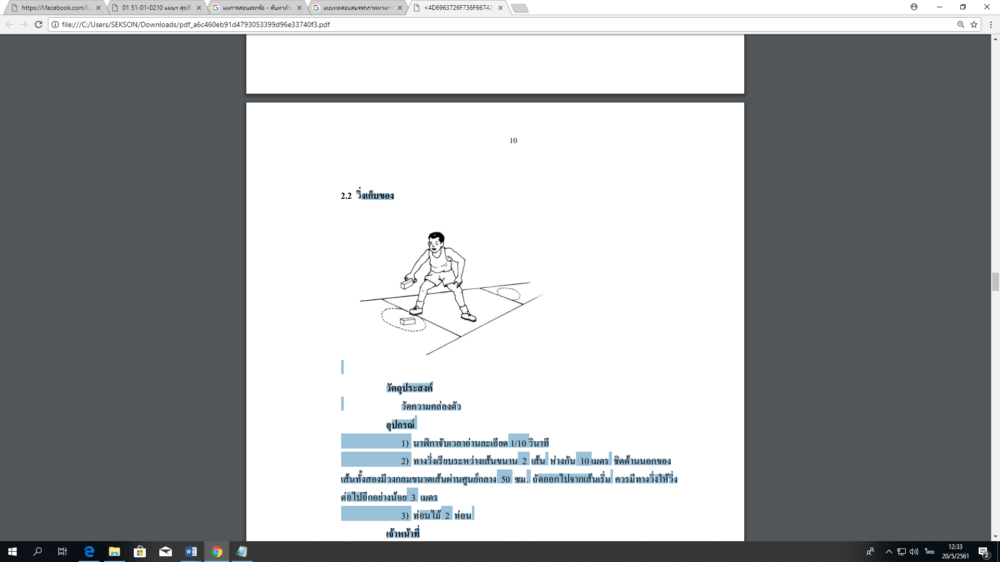 https://l.facebook.com/l.p
01 51-01-0210 แผนฯ สุขศึก
แผการสอนตะกร้อ - ค้นหาด้วย
แบบทดสอบสมรรถภาพทางกา
<4D6963726F736F66742
file:///C:/Users/SEKSON/Downloads/pdf_a6c460eb91d4793053399d96e33740f3.pdf
10
2.2 วิ่งเก็บของ
วัตถุประสงค์
วัดความคล่องตัว
อุปกรณ์
1) นาฬิกาจับเวลาอ่านละเอียด 1/10 วินาที
2) ทางวิ่งเรียบระหว่างเส้นขนาน 2 เส้น ห่างกัน 10 เมตร ชิดด้านนอกของ
เส้นทั้งสองมีวงกลมขนาดเส้นผ่านศูนย์กลาง 50 ซม. ถัดออกไปจากเส้นเริ่ม ควรมีทางวิ่งให้วิ่ง
ต่อไปอีกอย่างน้อย 3 เมตร
3) ท่อนไม้ 2 ท่อน
เจ้าหน้าที่
ไทย
12:33
20/5/2561
2